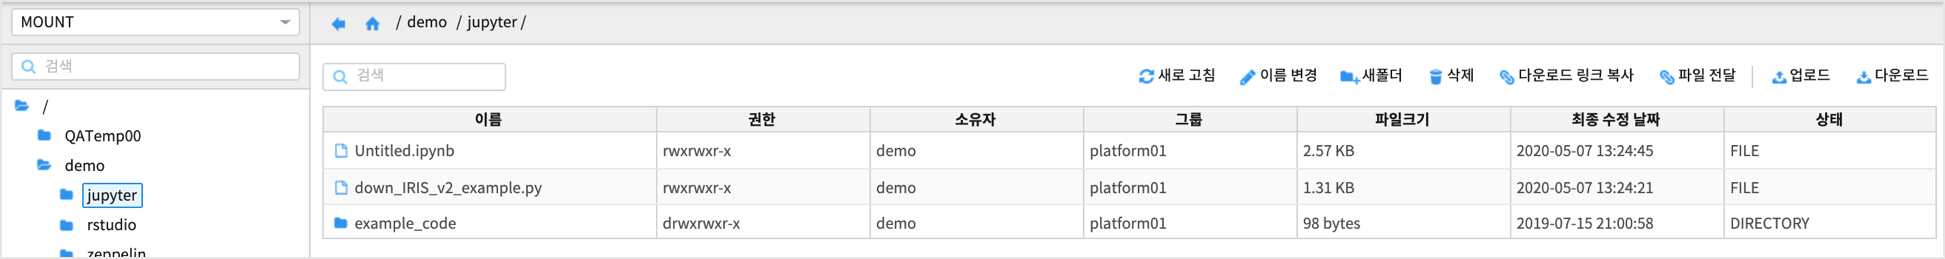 MOUNT
검색
/
QATemp00
demo
jupyter
rstudio
zeppelin
/ demo / jupyter /
검색
새로 고침 이름 변경 새폴더 삭제 다운로드 링크 복사 파일 전달 업로드 다운로드
이름 권한 소유자 그룹 파일크기 최종 수정 날짜 상태
Untitled.ipynb rwxrwxr-x demo platform01 2.57 KB 2020-05-07 13:24:45 FILE
down_IRIS_v2_example.py rwxrwxr-x demo platform01 1.31 KB 2020-05-07 13:24:21 FILE
example_code drwxrwxr-x demo platform01 98 bytes 2019-07-15 21:00:58 DIRECTORY